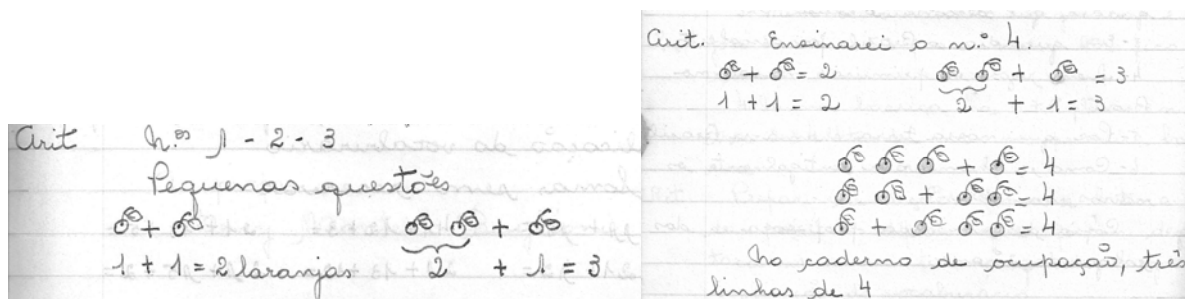 Arit N.os 1 - 2 - 3
Pequenas questões
+
+
1 + 1 = 2 laranjas 2 + 1 = 3
Arit. Ensinarei o n.º 4.
+ = 2 + = 3
1 + 1 = 2 2 + 1 = 3
+ = 4
+ = 4
+ = 4
No caderno de ocupação, três
linhas de 4